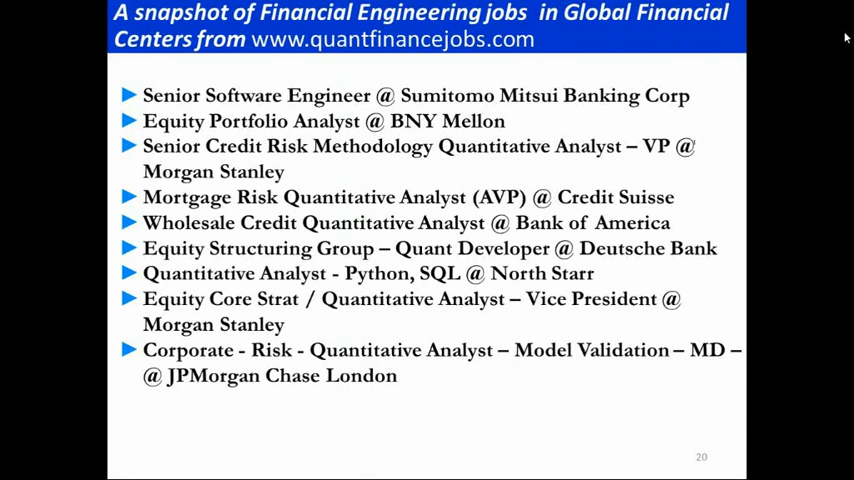 A snapshot of Financial Engineering jobs in Global Financial
Centers from www.quantfinancejobs.com
Senior Software Engineer @ Sumitomo Mitsui Banking Corp
Equity Portfolio Analyst @ BNY Mellon
Senior Credit Risk Methodology Quantitative Analyst – VP @
Morgan Stanley
Mortgage Risk Quantitative Analyst (AVP) @ Credit Suisse
Wholesale Credit Quantitative Analyst @ Bank of America
Equity Structuring Group – Quant Developer @ Deutsche Bank
Quantitative Analyst - Python, SQL @ North Starr
Equity Core Strat / Quantitative Analyst – Vice President @
Morgan Stanley
Corporate - Risk - Quantitative Analyst – Model Validation – MD –
@ JPMorgan Chase London
20